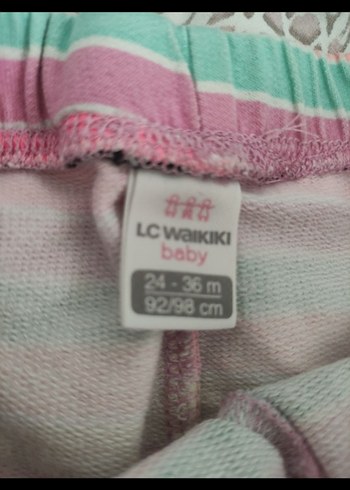 LC WAIKIKI
baby
24 - 36 m
92/98 cm